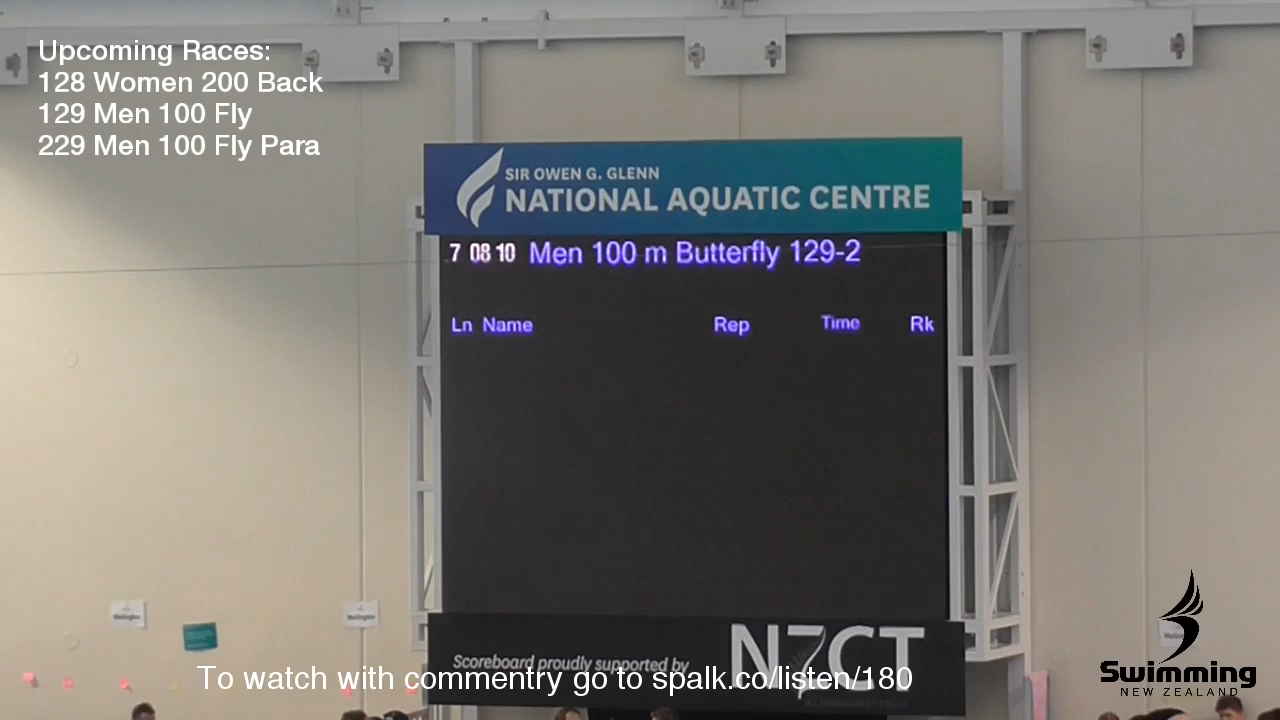 Upcoming Races:
128 Women 200 Back
129 Men 100 Fly
229 Men 100 Fly Para
SIR OWEN G. GLENN
NATIONAL AQUATIC CENTRE
7 08 10 Men 100 m Butterfly 129-2
Ln Name Rep Time Rk
Wellington
Wellington
Scoreboard proudly supported by NZCT
To watch with commentry go to spalk.co/listen/180
Swimming
NEW ZEALAND